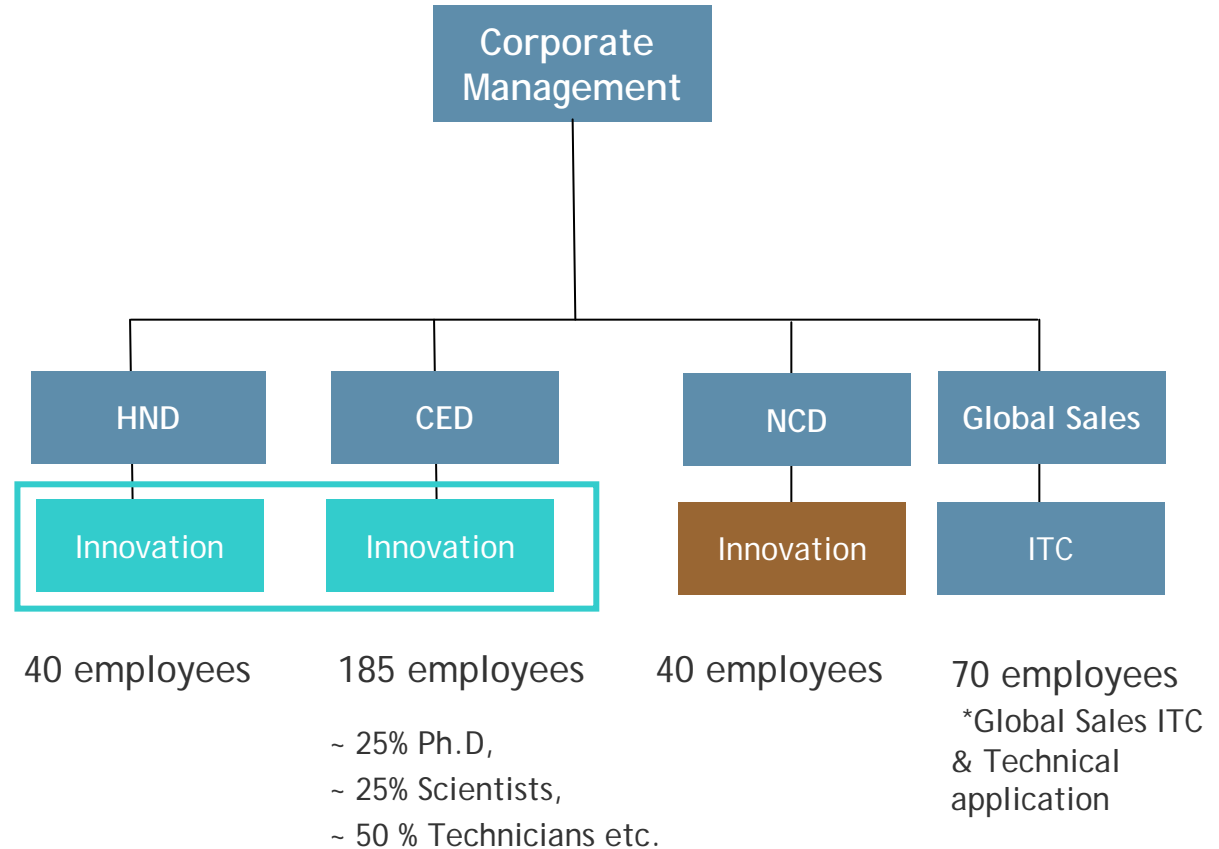 Corporate
Management
HND
CED
NCD
Global Sales
Innovation
Innovation
Innovation
ITC
40 employees
185 employees
40 employees
70 employees
~ 25% Ph.D,
~ 25% Scientists,
~ 50 % Technicians etc.
*Global Sales ITC
& Technical
application